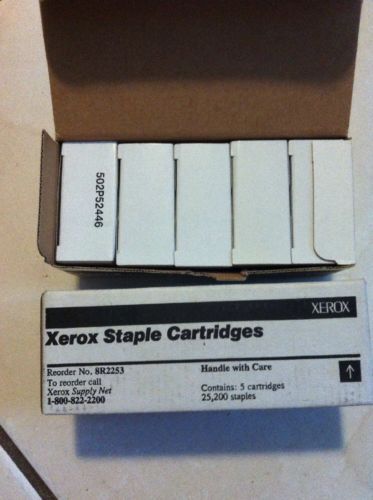 502P52446
XEROX
Xerox Staple Cartridges
Reorder No. 8R2253
To reorder call
Xerox Supply Net
1-800-822-2200
Handle with Care
Contains: 5 cartridges
25,200 staples